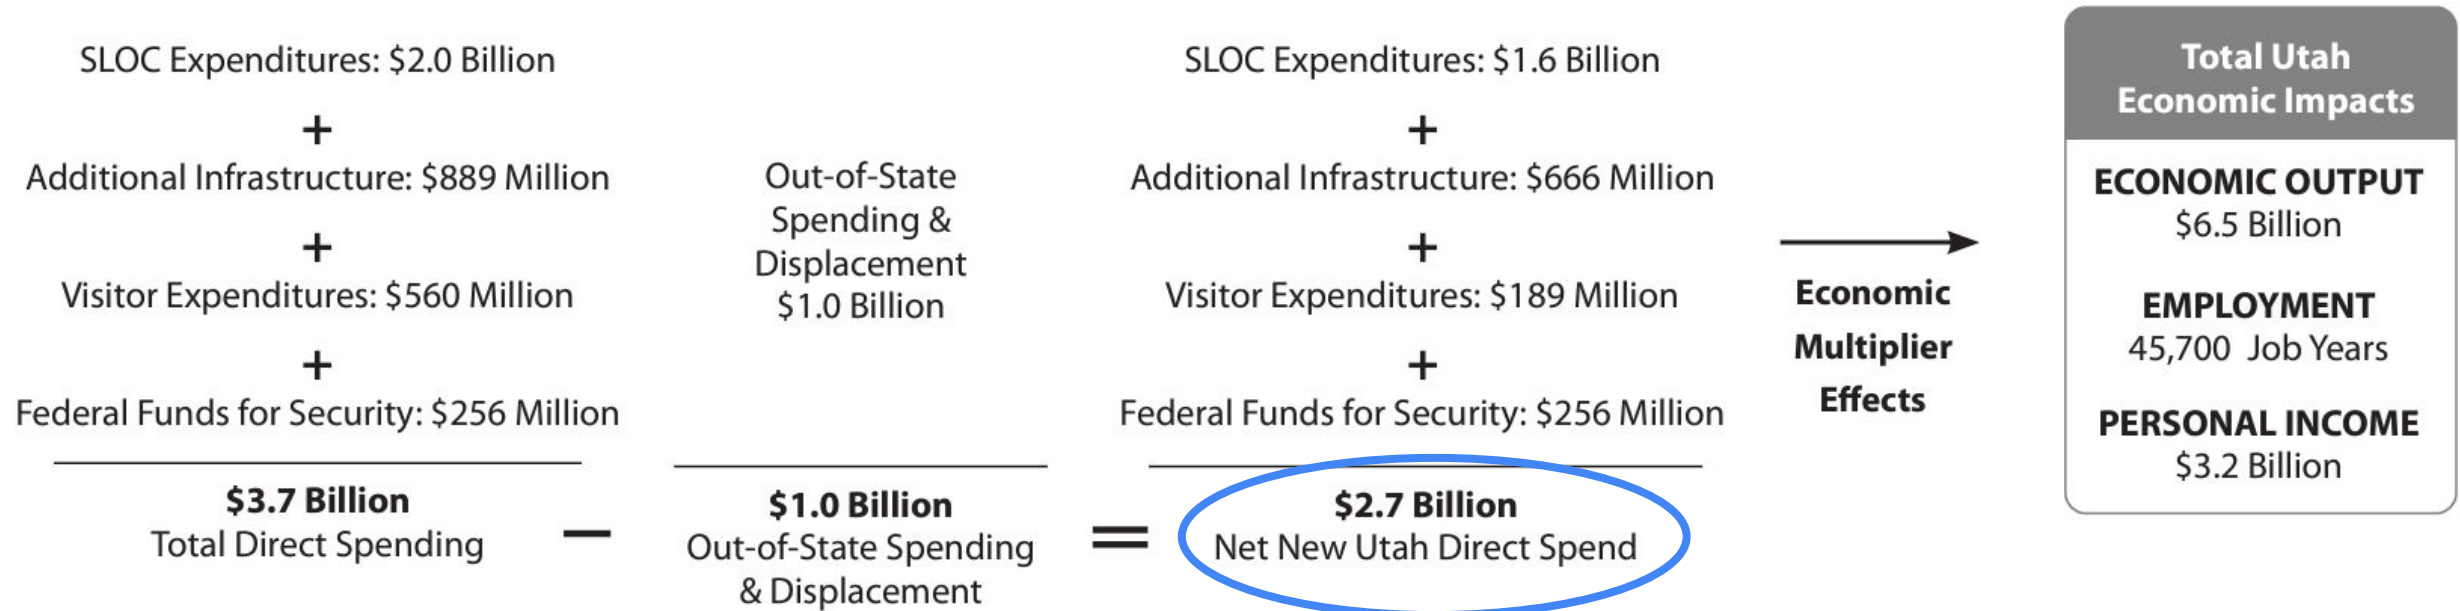 SLOC Expenditures: $2.0 Billion
+
Additional Infrastructure: $889 Million
+
Visitor Expenditures: $560 Million
+
Federal Funds for Security: $256 Million
$3.7 Billion
Total Direct Spending
−
Out-of-State
Spending &
Displacement
$1.0 Billion
$1.0 Billion
Out-of-State Spending
& Displacement
=
SLOC Expenditures: $1.6 Billion
+
Additional Infrastructure: $666 Million
+
Visitor Expenditures: $189 Million
+
Federal Funds for Security: $256 Million
$2.7 Billion
Net New Utah Direct Spend
Economic
Multiplier
Effects
Total Utah
Economic Impacts
ECONOMIC OUTPUT
$6.5 Billion
EMPLOYMENT
45,700 Job Years
PERSONAL INCOME
$3.2 Billion